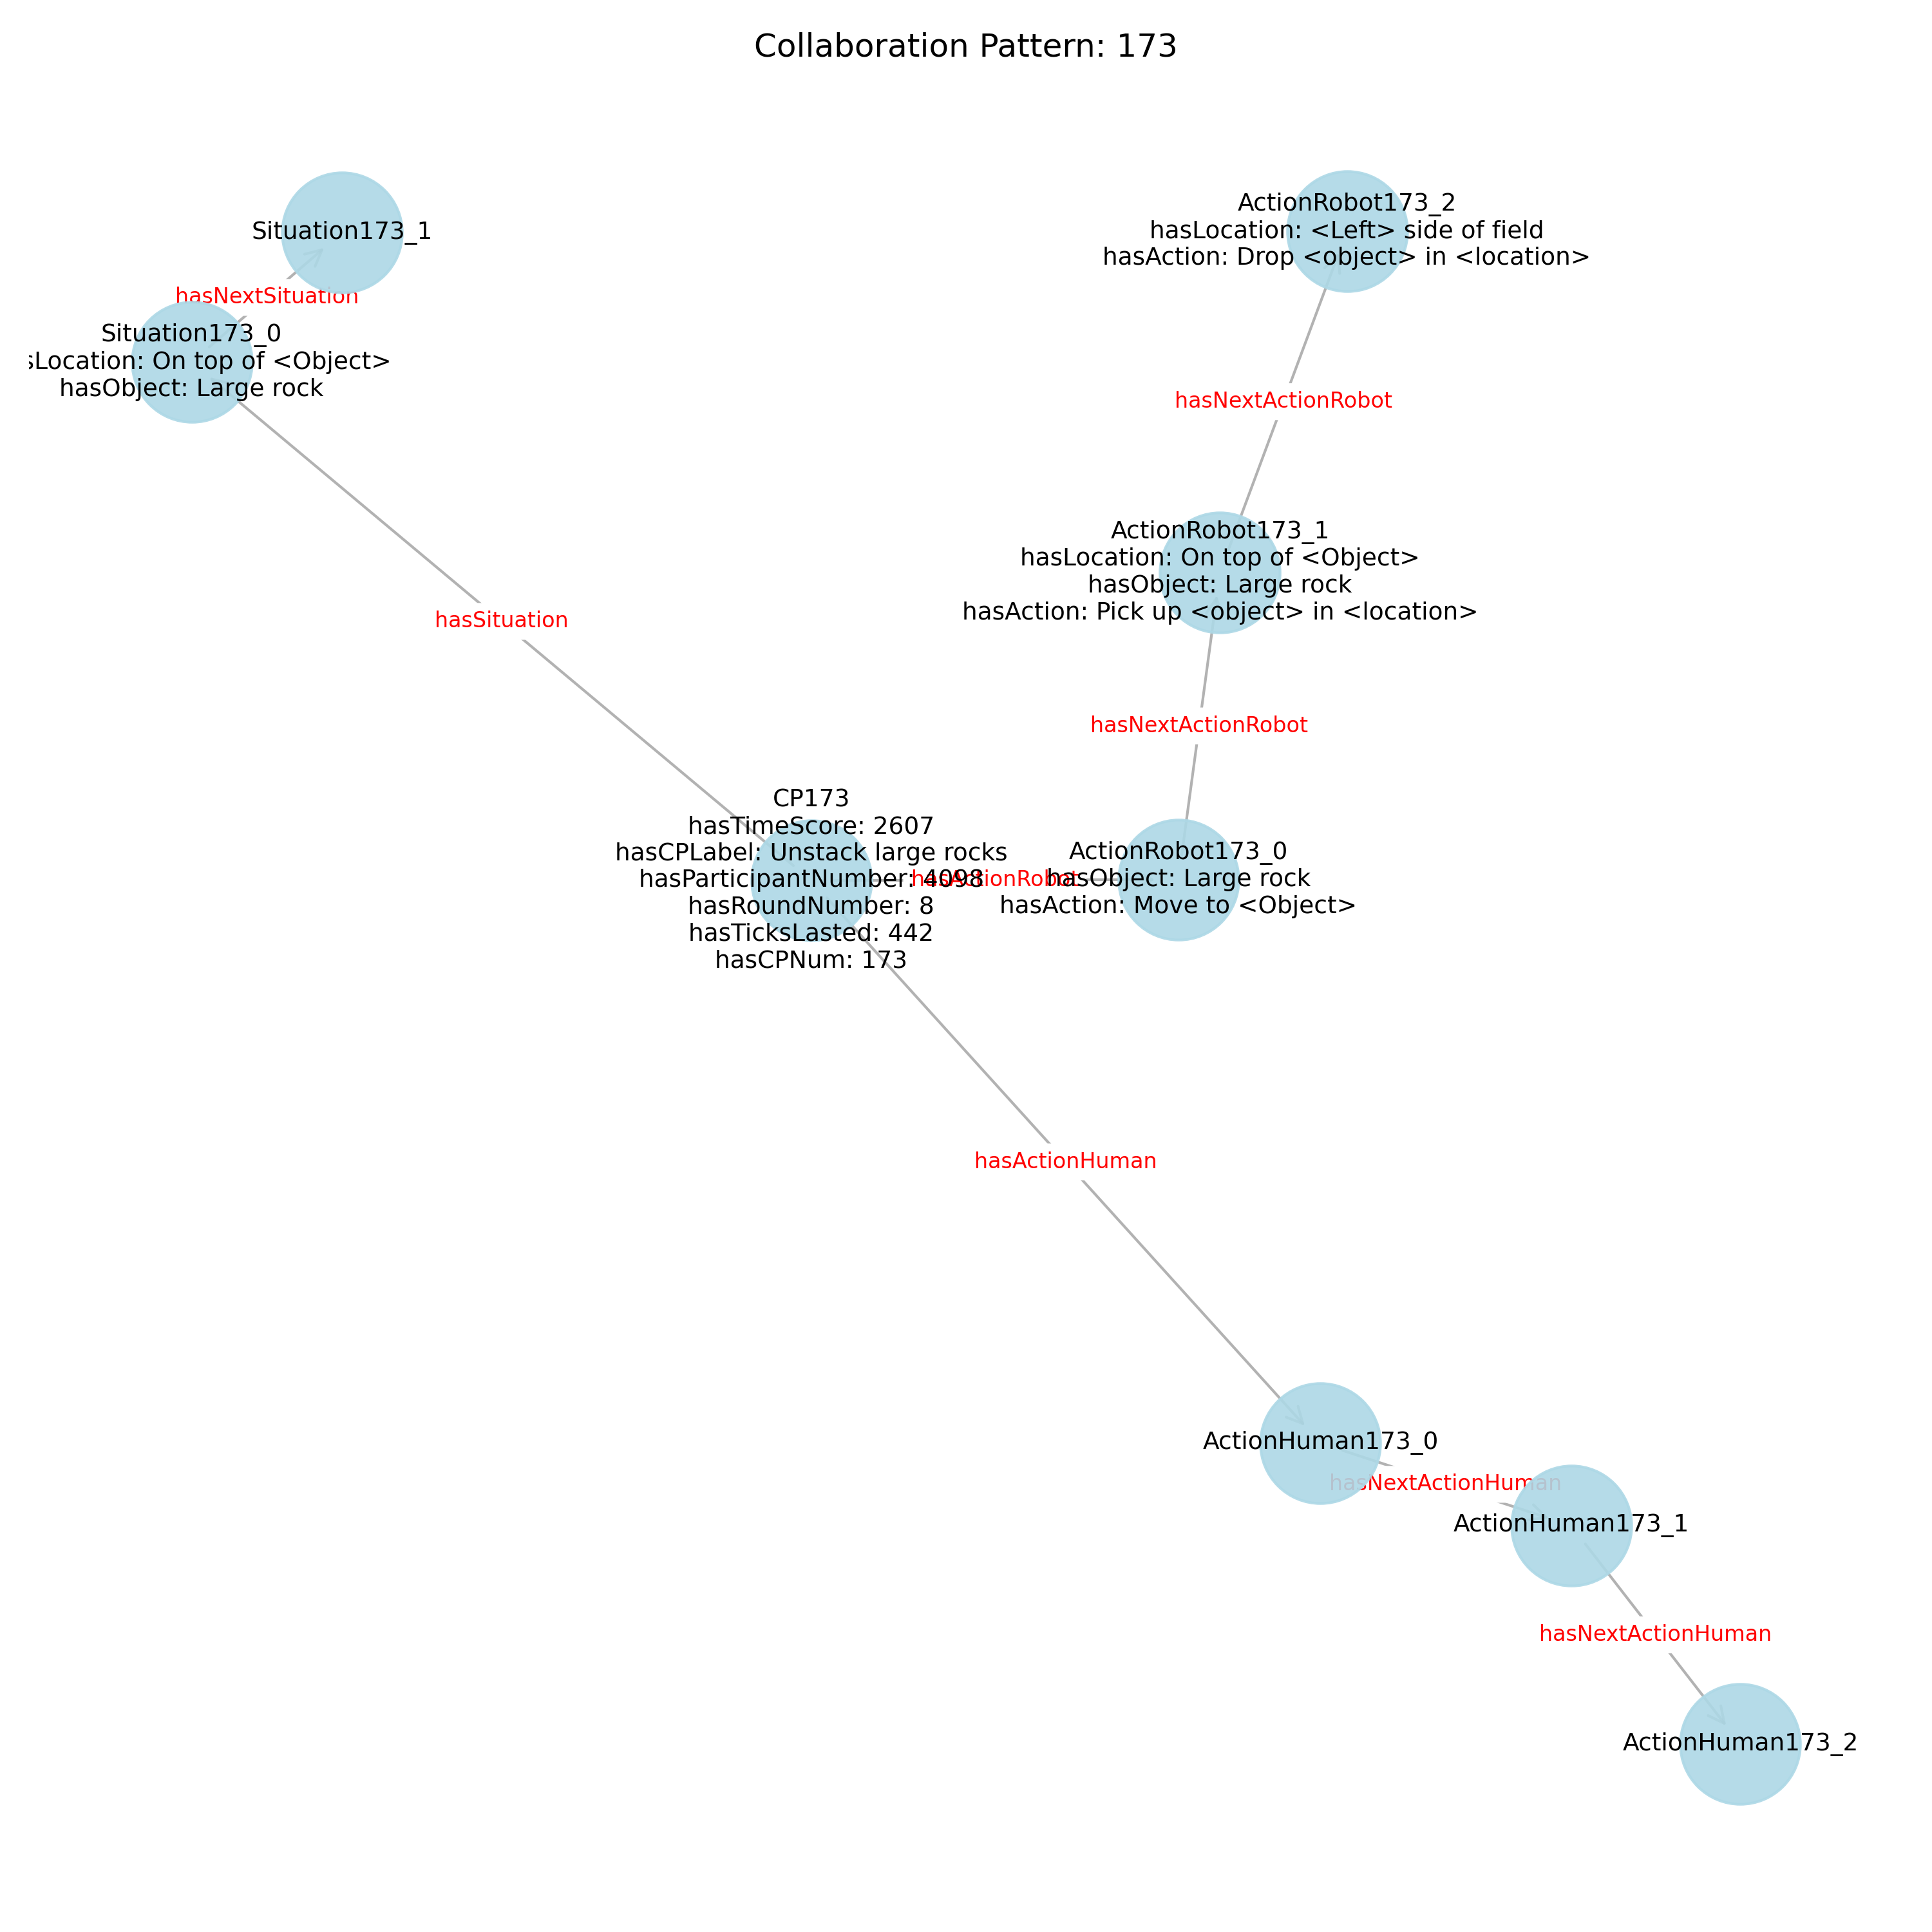 Collaboration Pattern: 173
Situation173_1
hasNextSituation
Situation173_0
sLocation: On top of <Object>
hasObject: Large rock
ActionRobot173_2
hasLocation: <Left> side of field
hasAction: Drop <object> in <location>
hasNextActionRobot
ActionRobot173_1
hasLocation: On top of <Object>
hasObject: Large rock
hasAction: Pick up <object> in <location>
hasSituation
hasNextActionRobot
CP173
hasTimeScore: 2607
hasCPLabel: Unstack large rocks
hasParticipantNumber: 4098
hasRoundNumber: 8
hasTicksLasted: 442
hasCPNum: 173
hasActionRobot
ActionRobot173_0
hasObject: Large rock
hasAction: Move to <Object>
hasActionHuman
ActionHuman173_0
hasNextActionHuman
ActionHuman173_1
hasNextActionHuman
ActionHuman173_2